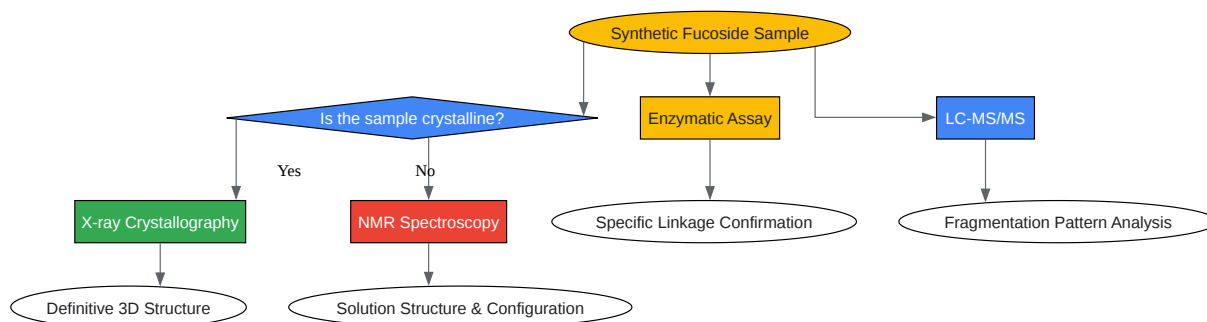 Synthetic Fucoside Sample
Is the sample crystalline?
Enzymatic Assay
LC-MS/MS
Yes
No
X-ray Crystallography
NMR Spectroscopy
Specific Linkage Confirmation
Fragmentation Pattern Analysis
Definitive 3D Structure
Solution Structure & Configuration